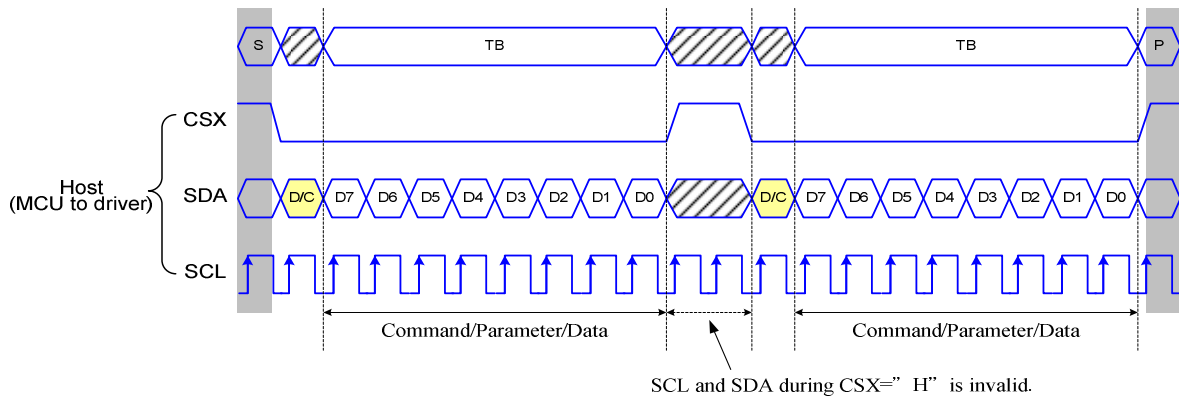 S TB TB P
CSX
Host
(MCU to driver)
SDA D/C D7 D6 D5 D4 D3 D2 D1 D0 D/C D7 D6 D5 D4 D3 D2 D1 D0
SCL
Command/Parameter/Data Command/Parameter/Data
SCL and SDA during CSX=” H” is invalid.